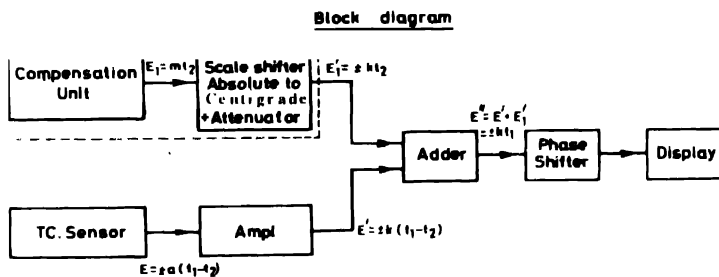 Block diagram
Compensation
Unit
E₁=mt₂
Scale shifter
Absolute to
Centigrade
+Attenuator
E₁'=±kt₂
E"=E'+E₁'
=±kt₁
Adder
Phase
Shifter
Display
TC. Sensor
E=±a(t₁-t₂)
Ampl
E'=±k(t₁-t₂)